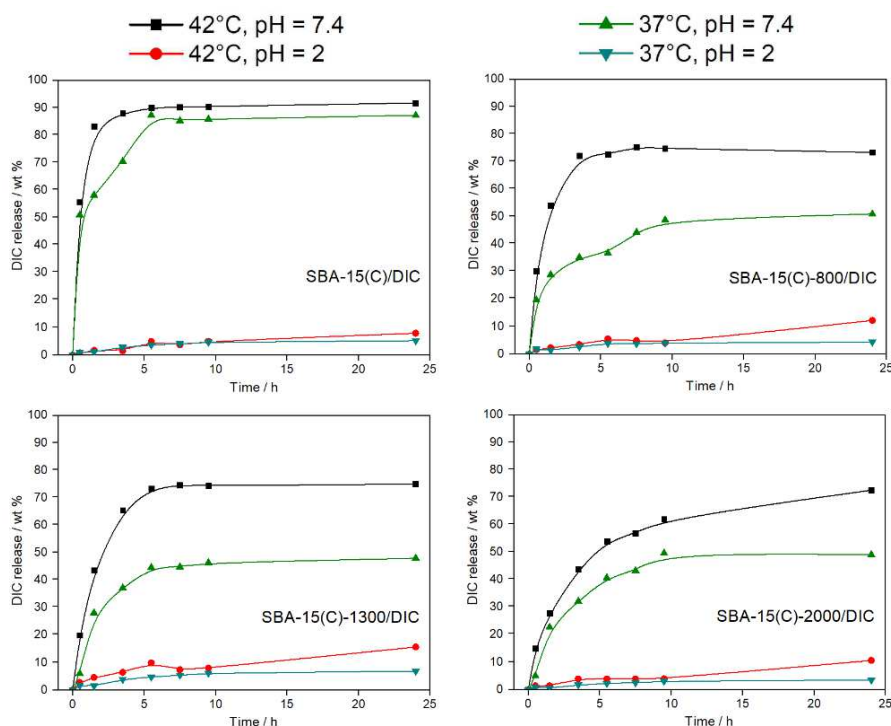 42°C, pH = 7.4
42°C, pH = 2
37°C, pH = 7.4
37°C, pH = 2
DIC release / wt %
100
90
80
70
60
50
40
30
20
10
0
SBA-15(C)/DIC
0 5 10 15 20 25
Time / h
DIC release / wt %
100
90
80
70
60
50
40
30
20
10
0
SBA-15(C)-800/DIC
0 5 10 15 20 25
Time / h
DIC release / wt %
100
90
80
70
60
50
40
30
20
10
0
SBA-15(C)-1300/DIC
0 5 10 15 20 25
Time / h
DIC release / wt %
100
90
80
70
60
50
40
30
20
10
0
SBA-15(C)-2000/DIC
0 5 10 15 20 25
Time / h